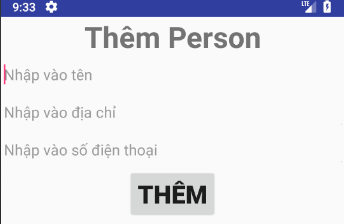 9:33 LTE
Thêm Person
Nhập vào tên
Nhập vào địa chỉ
Nhập vào số điện thoại
THÊM